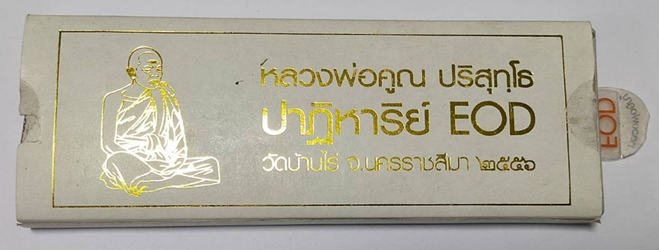 หลวงพ่อคูณ ปริสุทฺโธ
ปาฏิหาริย์ EOD
วัดบ้านไร่ จ.นครราชสีมา ๒๕๕๖
EOD